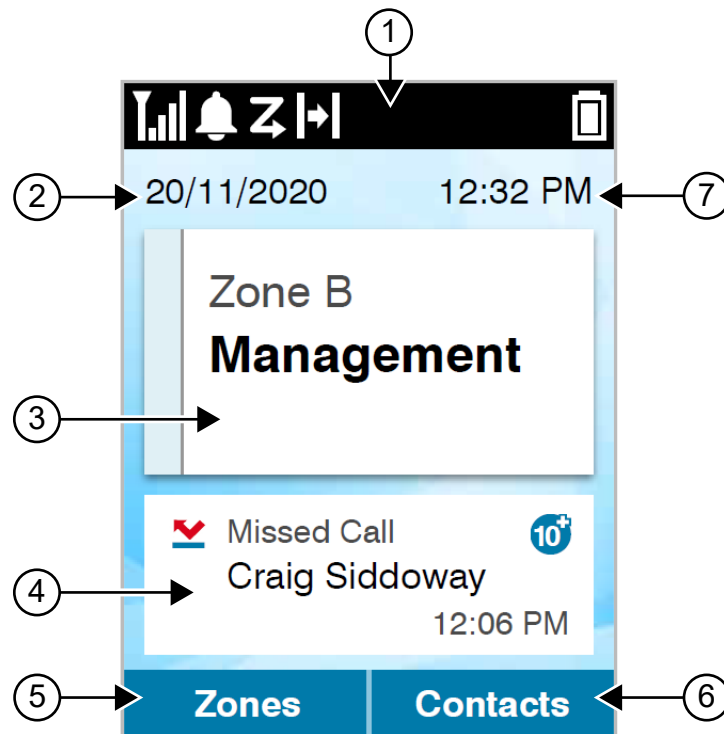 1
2
20/11/2020
12:32 PM
7
Zone B
Management
3
Missed Call
10+
Craig Siddoway
4
12:06 PM
5
Zones
Contacts
6